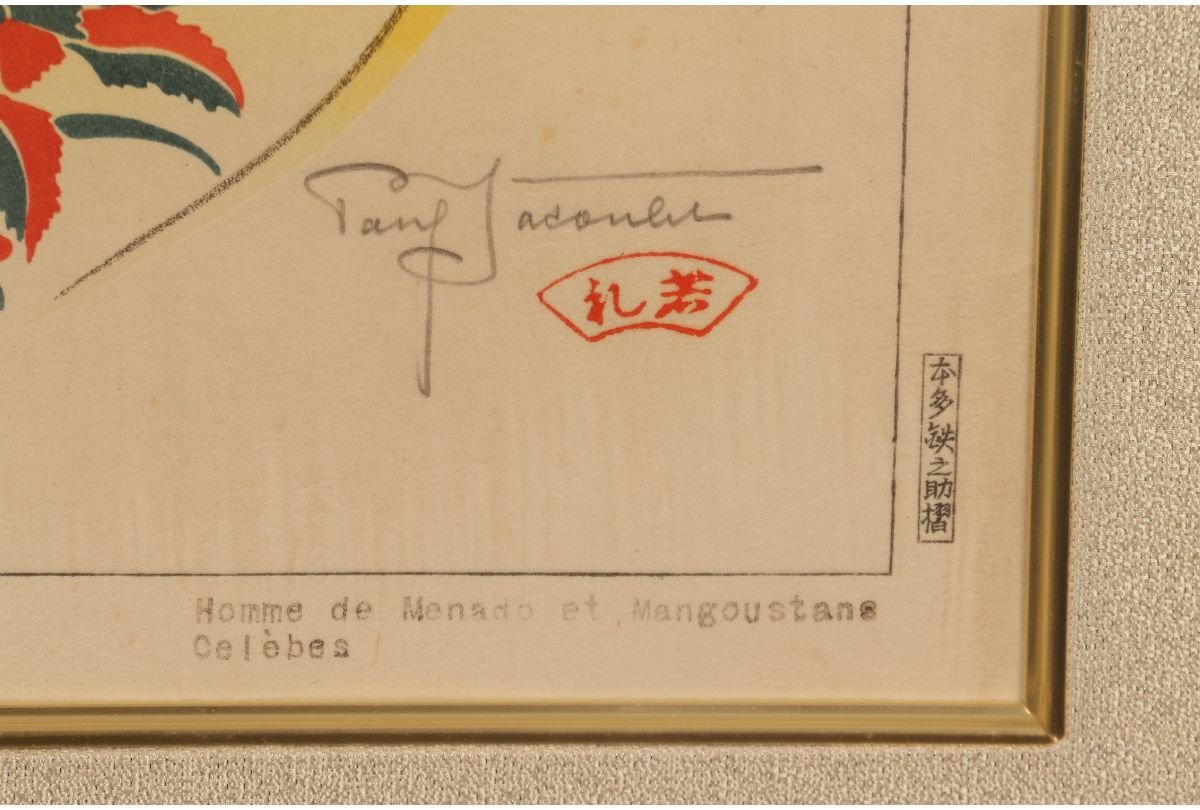 Paul Jacoulet
若礼
本多鉄之助摺
Homme de Menado et Mangoustans
Celèbes